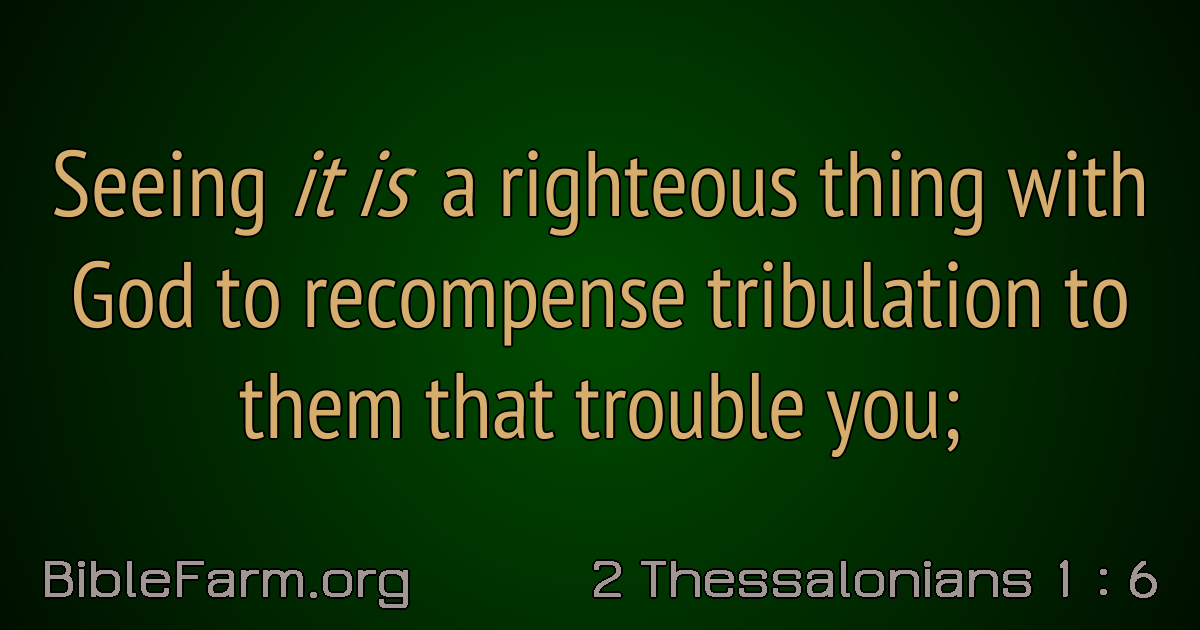 Seeing it is a righteous thing with
God to recompense tribulation to
them that trouble you;
BibleFarm.org
2 Thessalonians 1 : 6